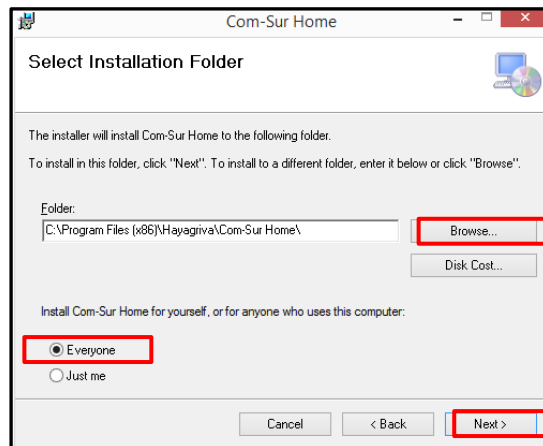 Com-Sur Home
Select Installation Folder
The installer will install Com-Sur Home to the following folder.
To install in this folder, click "Next". To install to a different folder, enter it below or click "Browse".
Folder:
C:\Program Files (x86)\Hayagriva\Com-Sur Home\
Browse...
Disk Cost...
Install Com-Sur Home for yourself, or for anyone who uses this computer:
Everyone
Just me
Cancel
< Back
Next >